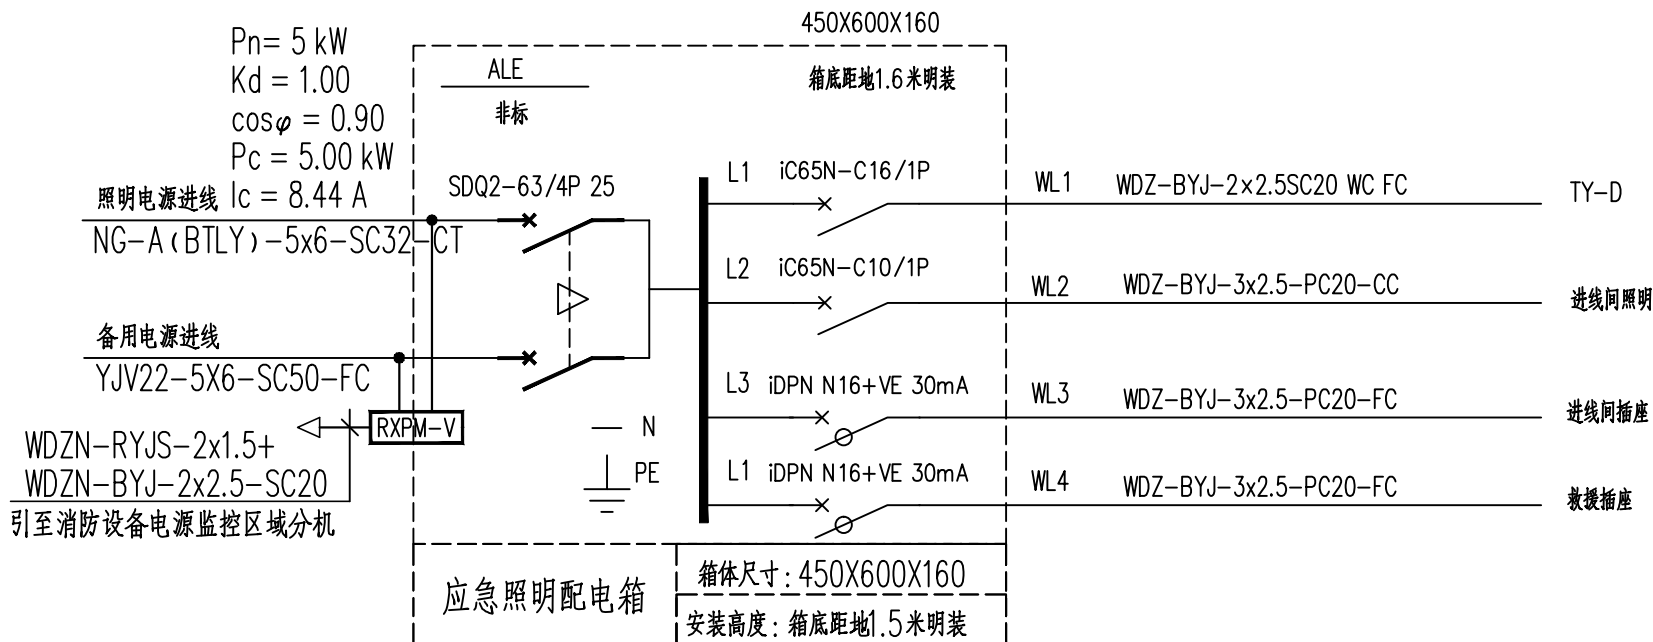 450X600X160
Pn= 5 kW
Kd = 1.00
cosφ = 0.90
Pc = 5.00 kW
Ic = 8.44 A
ALE
非标
箱底距地1.6米明装
照明电源进线
NG-A(BTLY)-5x6-SC32-CT
SDQ2-63/4P 25
备用电源进线
YJV22-5X6-SC50-FC
RXPM-V
WDZN-RYJS-2x1.5+
WDZN-BYJ-2x2.5-SC20
引至消防设备电源监控区域分机
N
PE
L1 iC65N-C16/1P WL1 WDZ-BYJ-2×2.5SC20 WC FC TY-D
L2 iC65N-C10/1P WL2 WDZ-BYJ-3x2.5-PC20-CC 进线间照明
L3 iDPN N16+VE 30mA WL3 WDZ-BYJ-3x2.5-PC20-FC 进线间插座
L1 iDPN N16+VE 30mA WL4 WDZ-BYJ-3x2.5-PC20-FC 救援插座
应急照明配电箱
箱体尺寸: 450X600X160
安装高度: 箱底距地1.5米明装